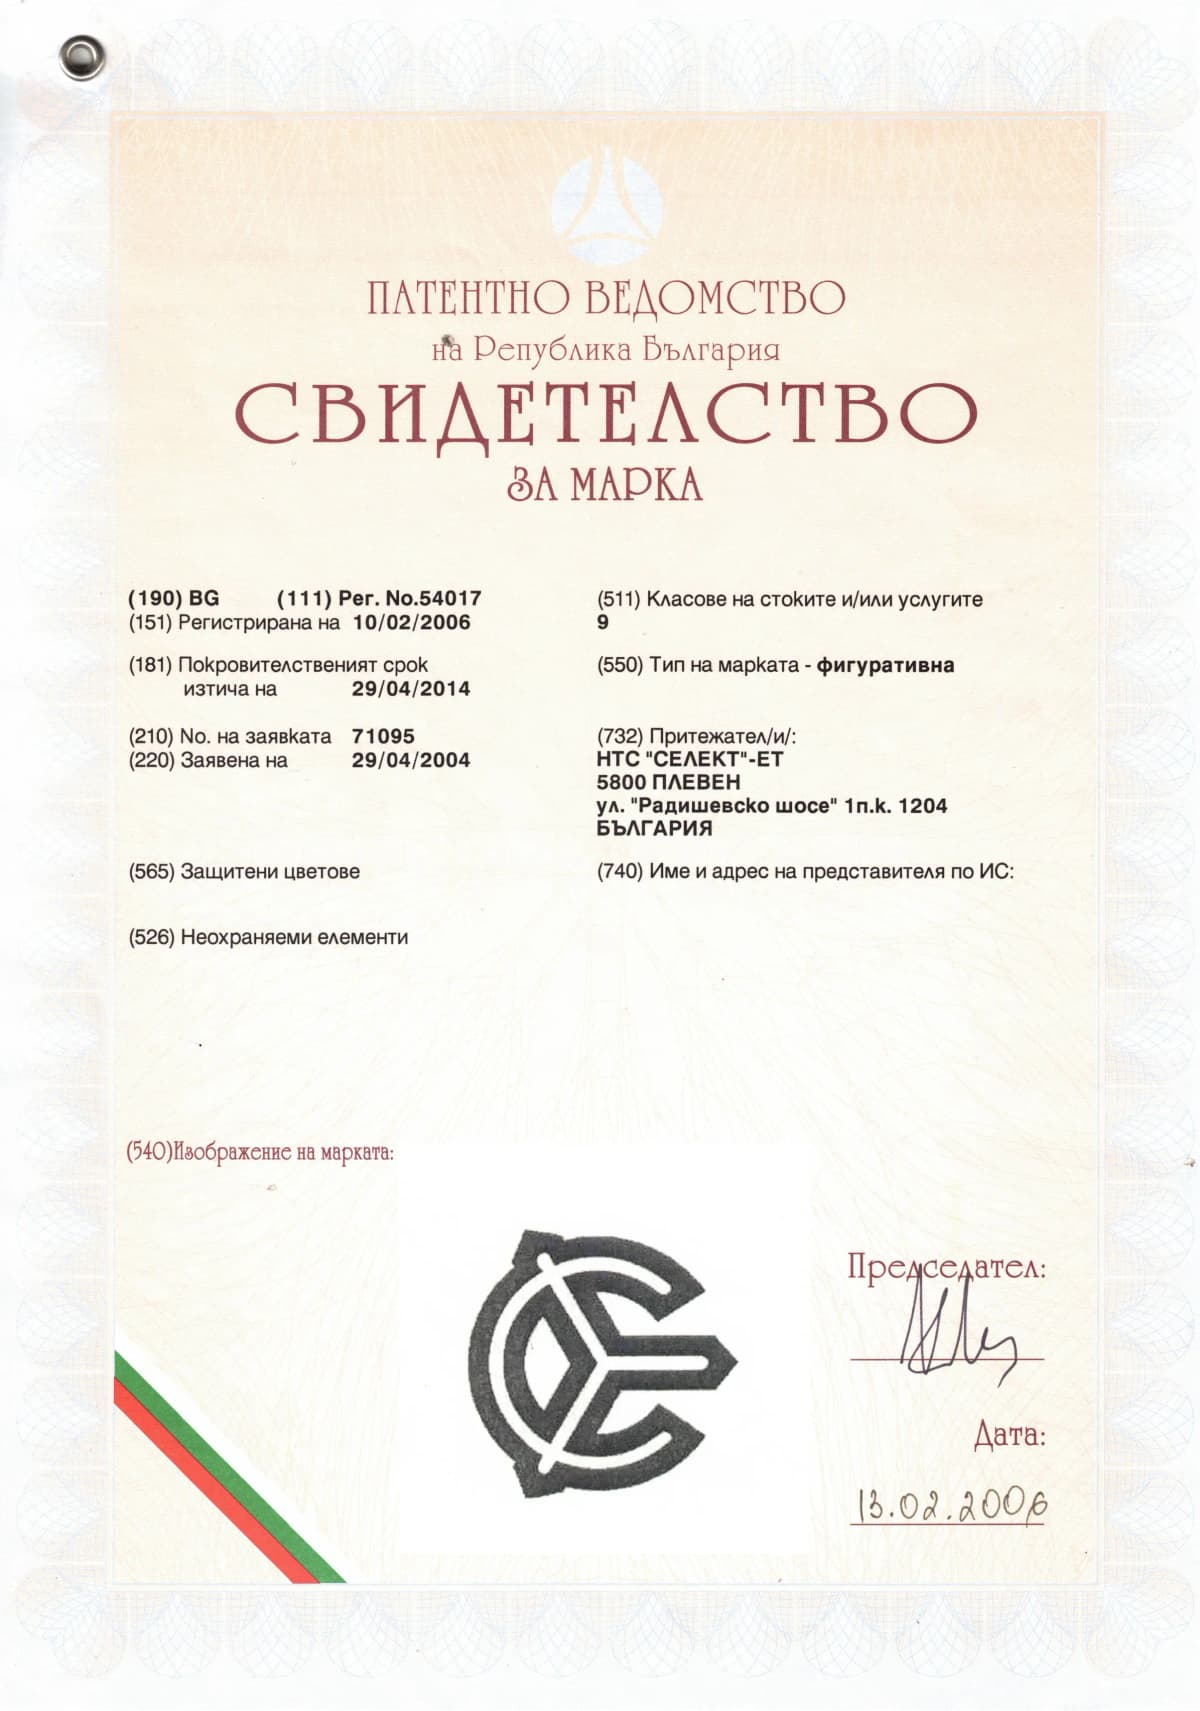 ПАТЕНТНО ВЕДОМСТВО
на Република България
СВИДЕТЕЛСТВО
ЗА МАРКА
(190) BG (111) Рег. No.54017
(151) Регистрирана на 10/02/2006
(181) Покровителственият срок
изтича на 29/04/2014
(210) No. на заявката 71095
(220) Заявена на 29/04/2004
(565) Защитени цветове
(526) Неохраняеми елементи
(511) Класове на стоките и/или услугите
9
(550) Тип на марката - фигуративна
(732) Притежател/и/:
НТС "СЕЛЕКТ"-ЕТ
5800 ПЛЕВЕН
ул. "Радишевско шосе" 1п.к. 1204
БЪЛГАРИЯ
(740) Име и адрес на представителя по ИС:
(540)Изображение на марката:
Председател:
Дата:
13.02.2006